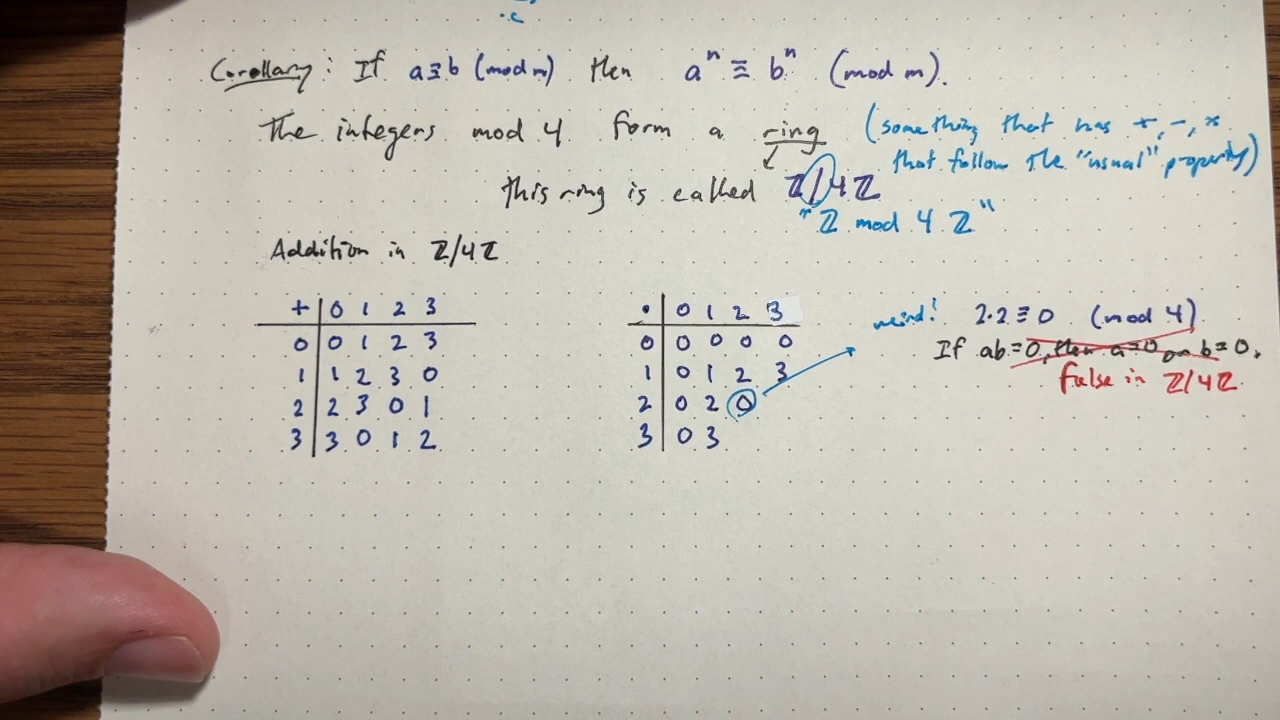 .c
Corollary: If a≡b (mod m) then aⁿ ≡ bⁿ (mod m).
The integers mod 4 form a ring (something that has +, -, ×
that follow the "usual" property)
this ring is called ℤ/4ℤ
"ℤ mod 4 ℤ"
Addition in ℤ/4ℤ
+ 0 1 2 3
0 0 1 2 3
1 1 2 3 0
2 2 3 0 1
3 3 0 1 2
· 0 1 2 3
0 0 0 0 0
1 0 1 2 3
2 0 2 0
3 0 3
weird! 2·2≡0 (mod 4)
If ab=0, then a=0 or b=0.
false in ℤ/4ℤ